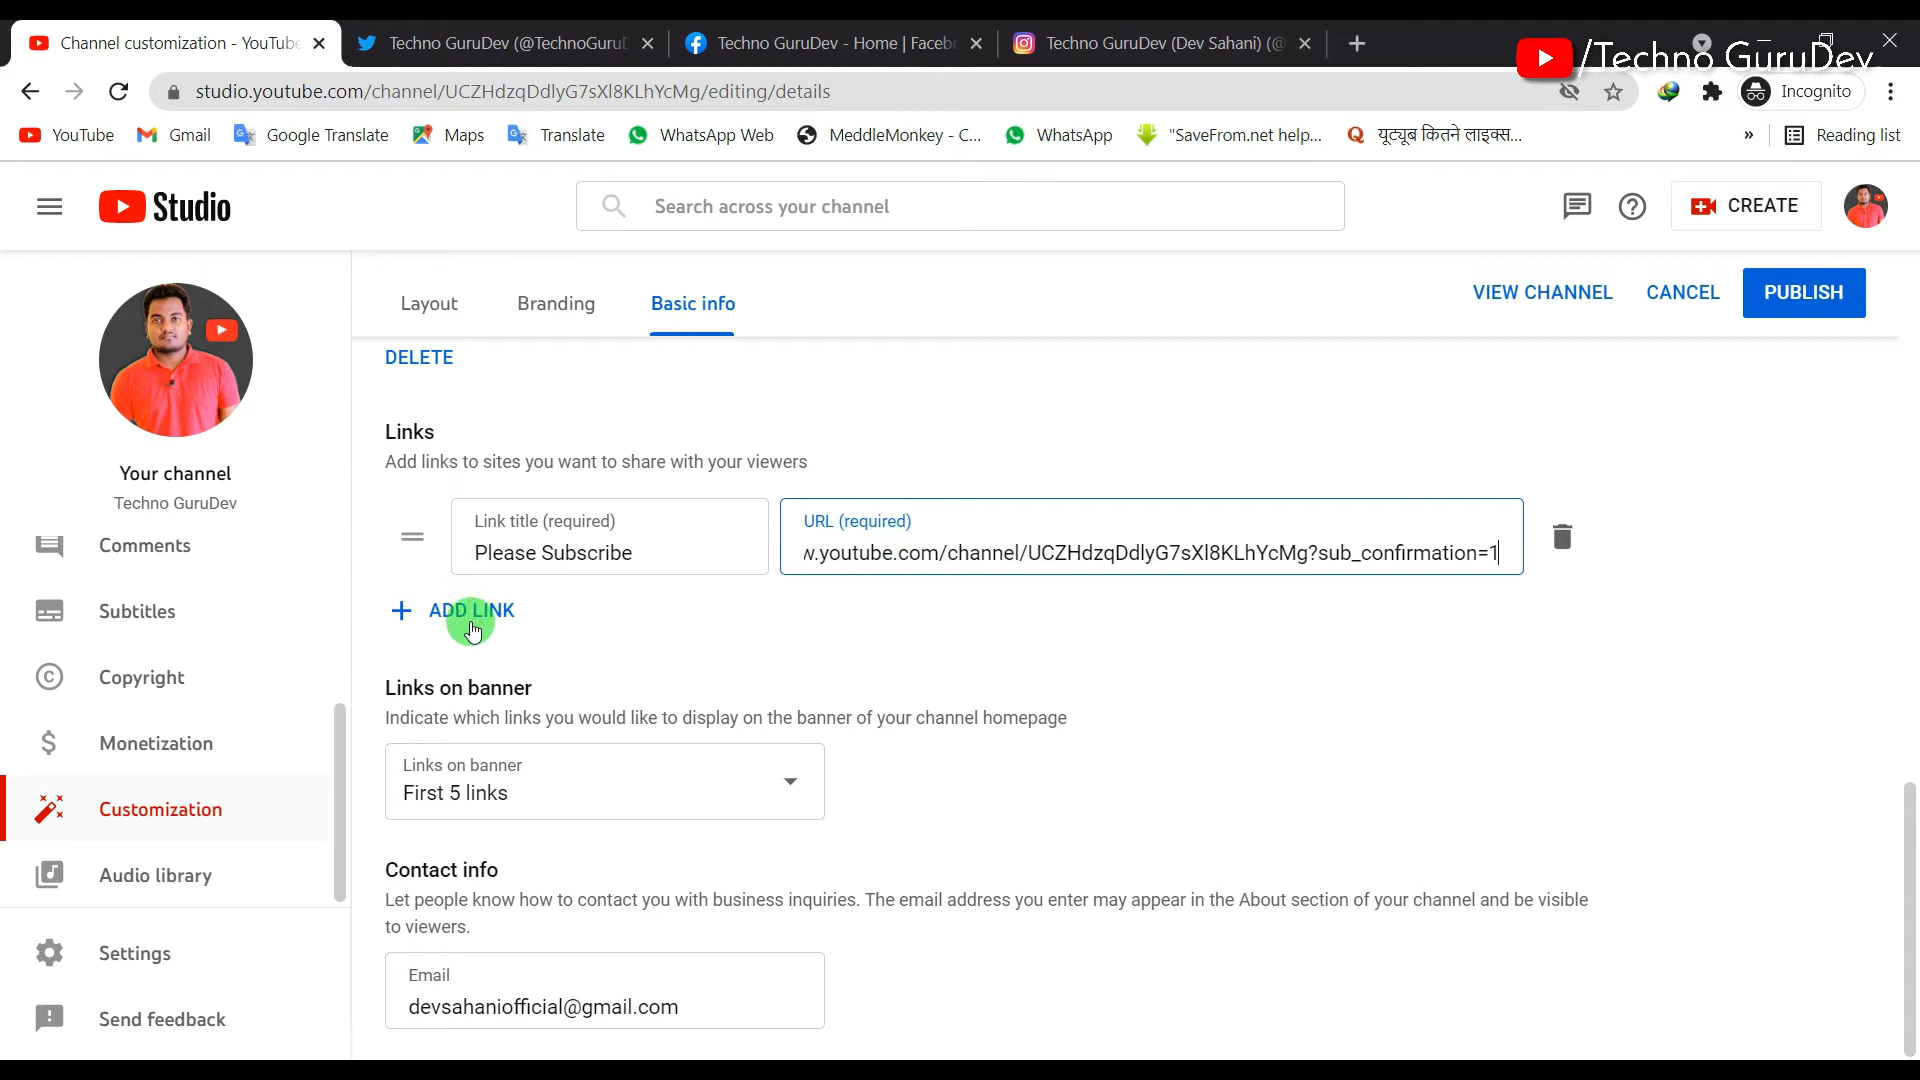 Channel customization - YouTube
Techno GuruDev (@TechnoGuruD
Techno GuruDev - Home | Facebo
Techno GuruDev (Dev Sahani) (@
/Techno GuruDev
studio.youtube.com/channel/UCZHdzqDdlyG7sXl8KLhYcMg/editing/details
Incognito
YouTube
Gmail
Google Translate
Maps
Translate
WhatsApp Web
MeddleMonkey - C...
WhatsApp
"SaveFrom.net help...
यूट्यूब कितने लाइक्स...
»
Reading list
Studio
Search across your channel
CREATE
Layout
Branding
Basic info
VIEW CHANNEL
CANCEL
PUBLISH
Your channel
Techno GuruDev
Comments
Subtitles
Copyright
Monetization
Customization
Audio library
Settings
Send feedback
DELETE
Links
Add links to sites you want to share with your viewers
Link title (required)
Please Subscribe
URL (required)
w.youtube.com/channel/UCZHdzqDdlyG7sXl8KLhYcMg?sub_confirmation=1
+ ADD LINK
Links on banner
Indicate which links you would like to display on the banner of your channel homepage
Links on banner
First 5 links
Contact info
Let people know how to contact you with business inquiries. The email address you enter may appear in the About section of your channel and be visible
to viewers.
Email
devsahaniofficial@gmail.com